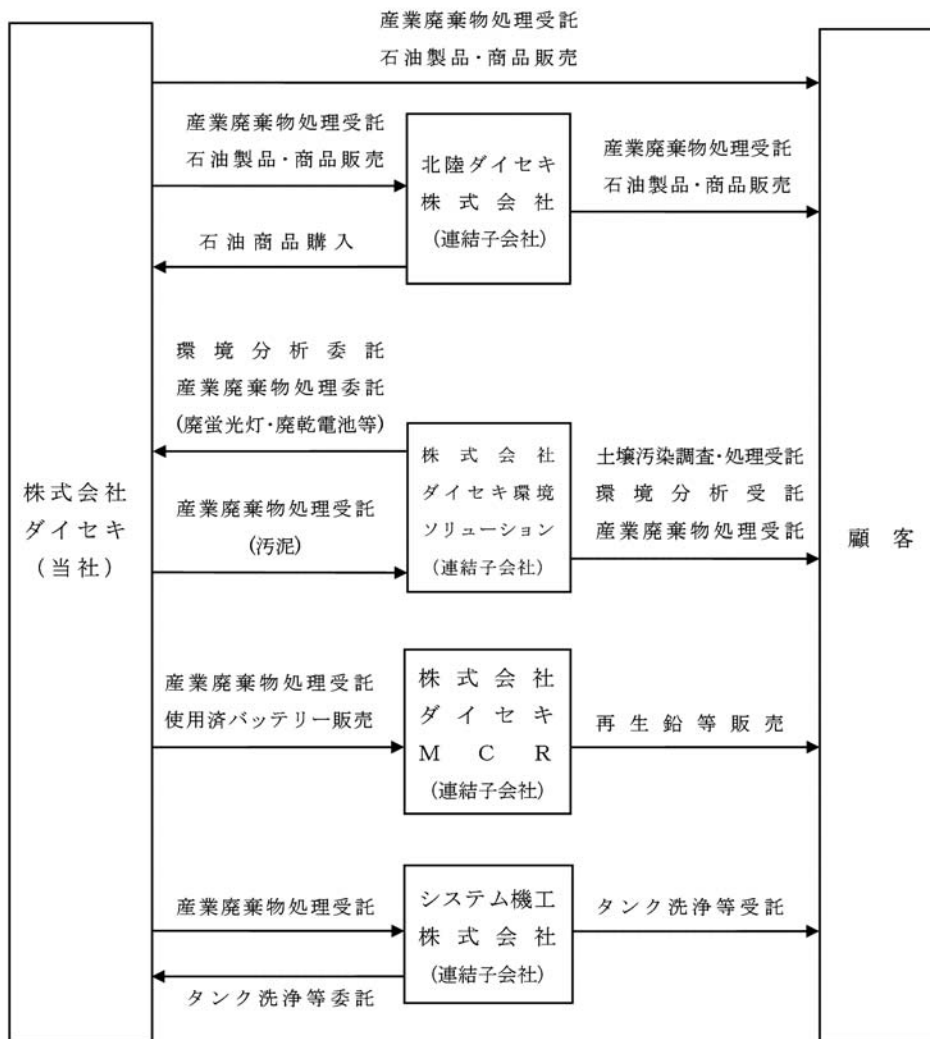 産業廃棄物処理受託
石油製品・商品販売
産業廃棄物処理受託
石油製品・商品販売
北陸ダイセキ
株式会社
(連結子会社)
産業廃棄物処理受託
石油製品・商品販売
石油商品購入
環境分析委託
産業廃棄物処理委託
(廃蛍光灯・廃乾電池等)
株式会社
ダイセキ環境
ソリューション
(連結子会社)
土壌汚染調査・処理受託
環境分析受託
産業廃棄物処理受託
株式会社
ダイセキ
(当社)
産業廃棄物処理受託
(汚泥)
顧客
産業廃棄物処理受託
使用済バッテリー販売
株式会社
ダイセキ
MCR
(連結子会社)
再生鉛等販売
産業廃棄物処理受託
システム機工
株式会社
(連結子会社)
タンク洗浄等受託
タンク洗浄等委託